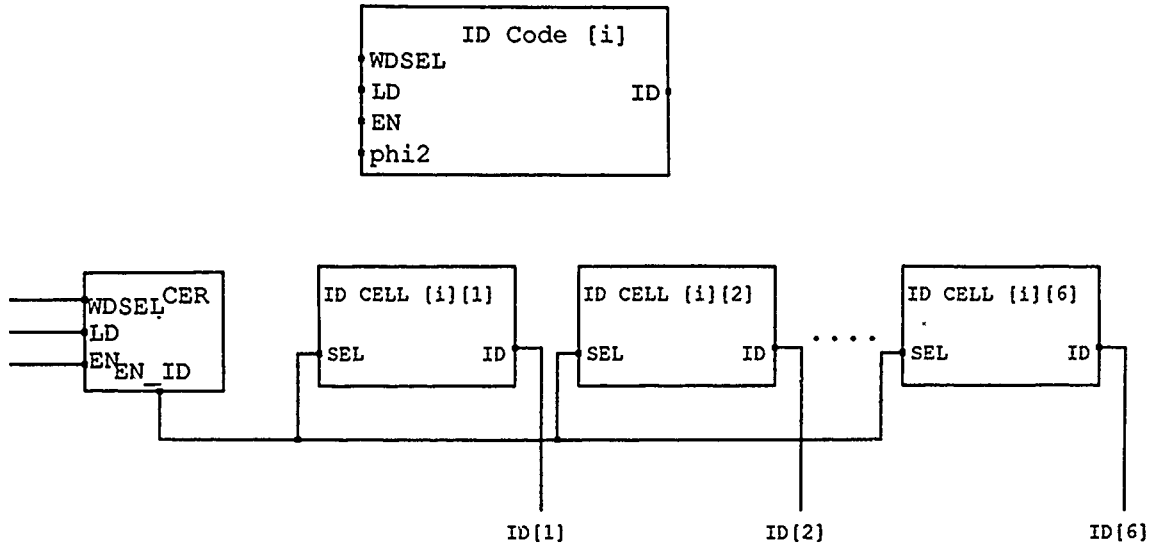 ID Code [i]
WDSEL
LD
ID
EN
phi2
CER
WDSEL
LD
EN
EN_ID
ID CELL [i][1]
SEL
ID
ID CELL [i][2]
SEL
ID
. . . .
ID CELL [i][6]
SEL
ID
ID[1]
ID[2]
ID[6]